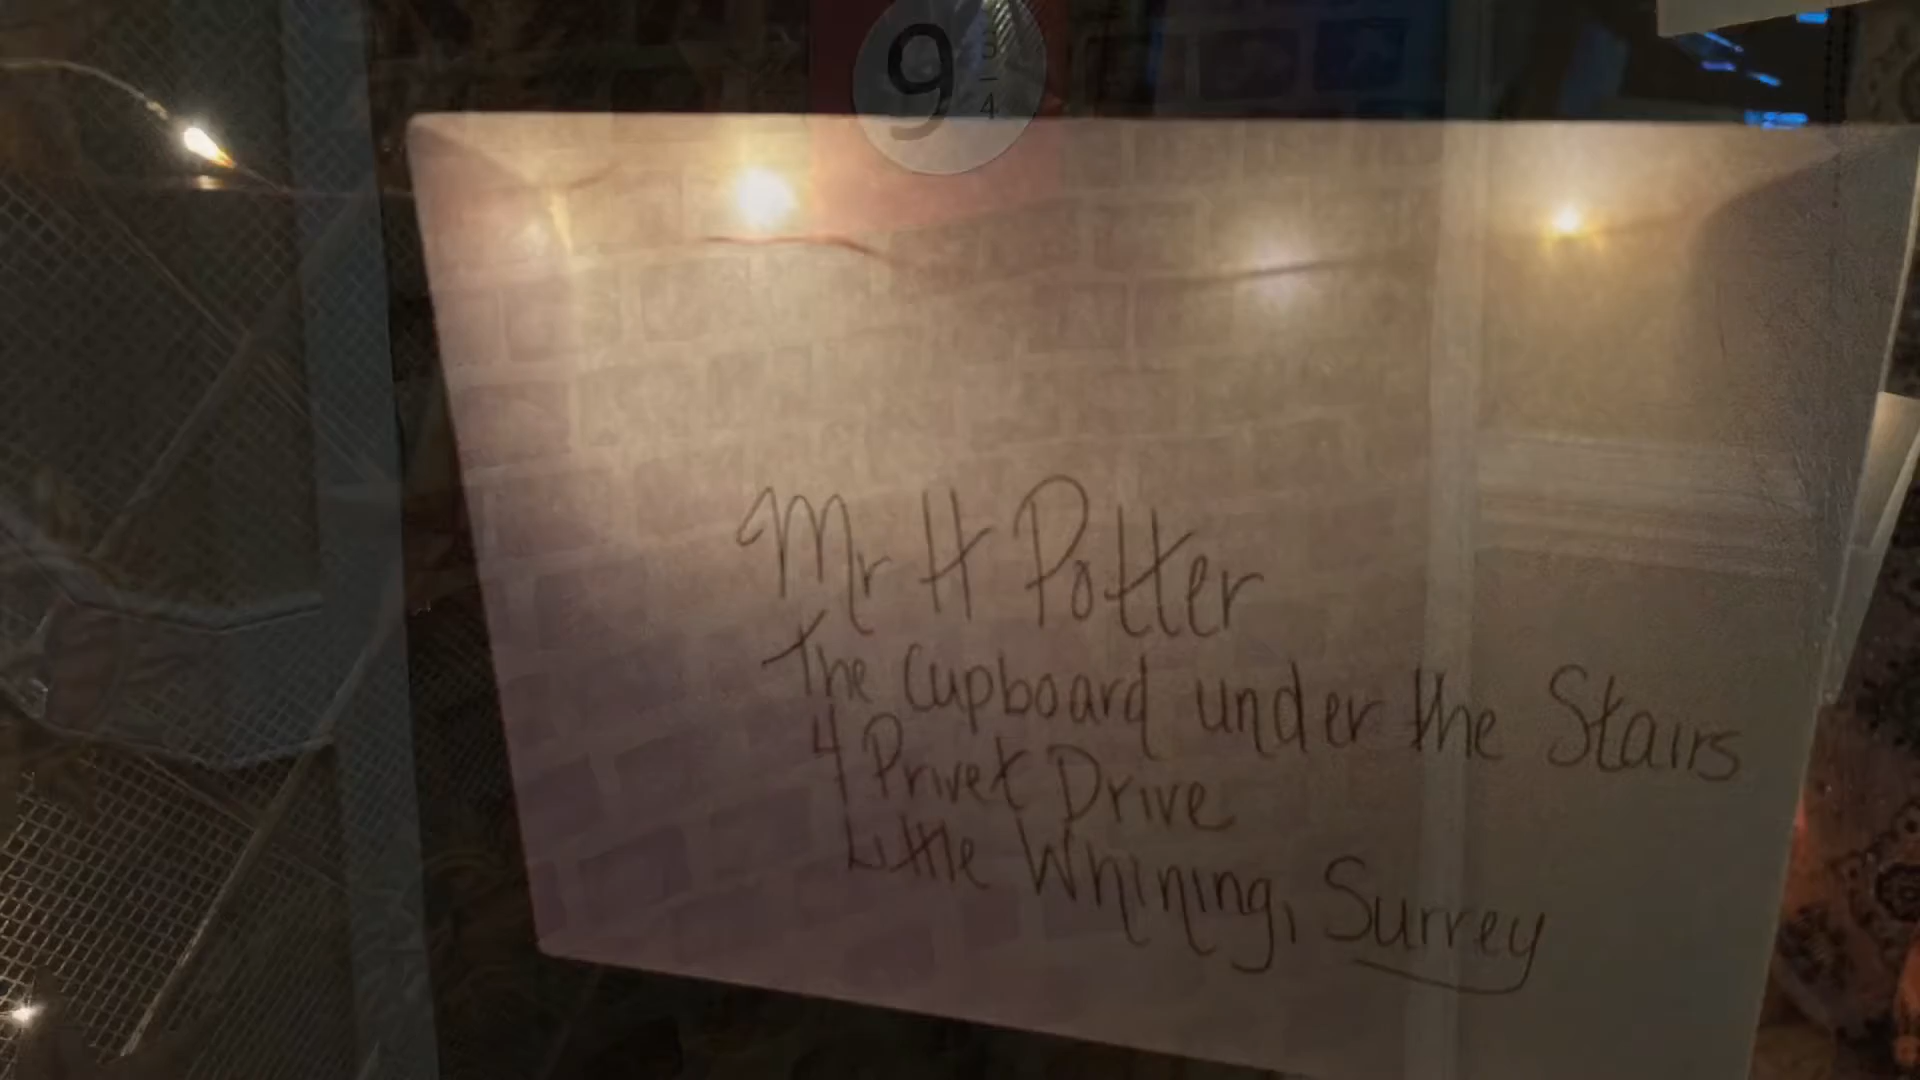 9 3/4
Mr H Potter
The Cupboard under the Stairs
4 Privet Drive
Little Whining, Surrey